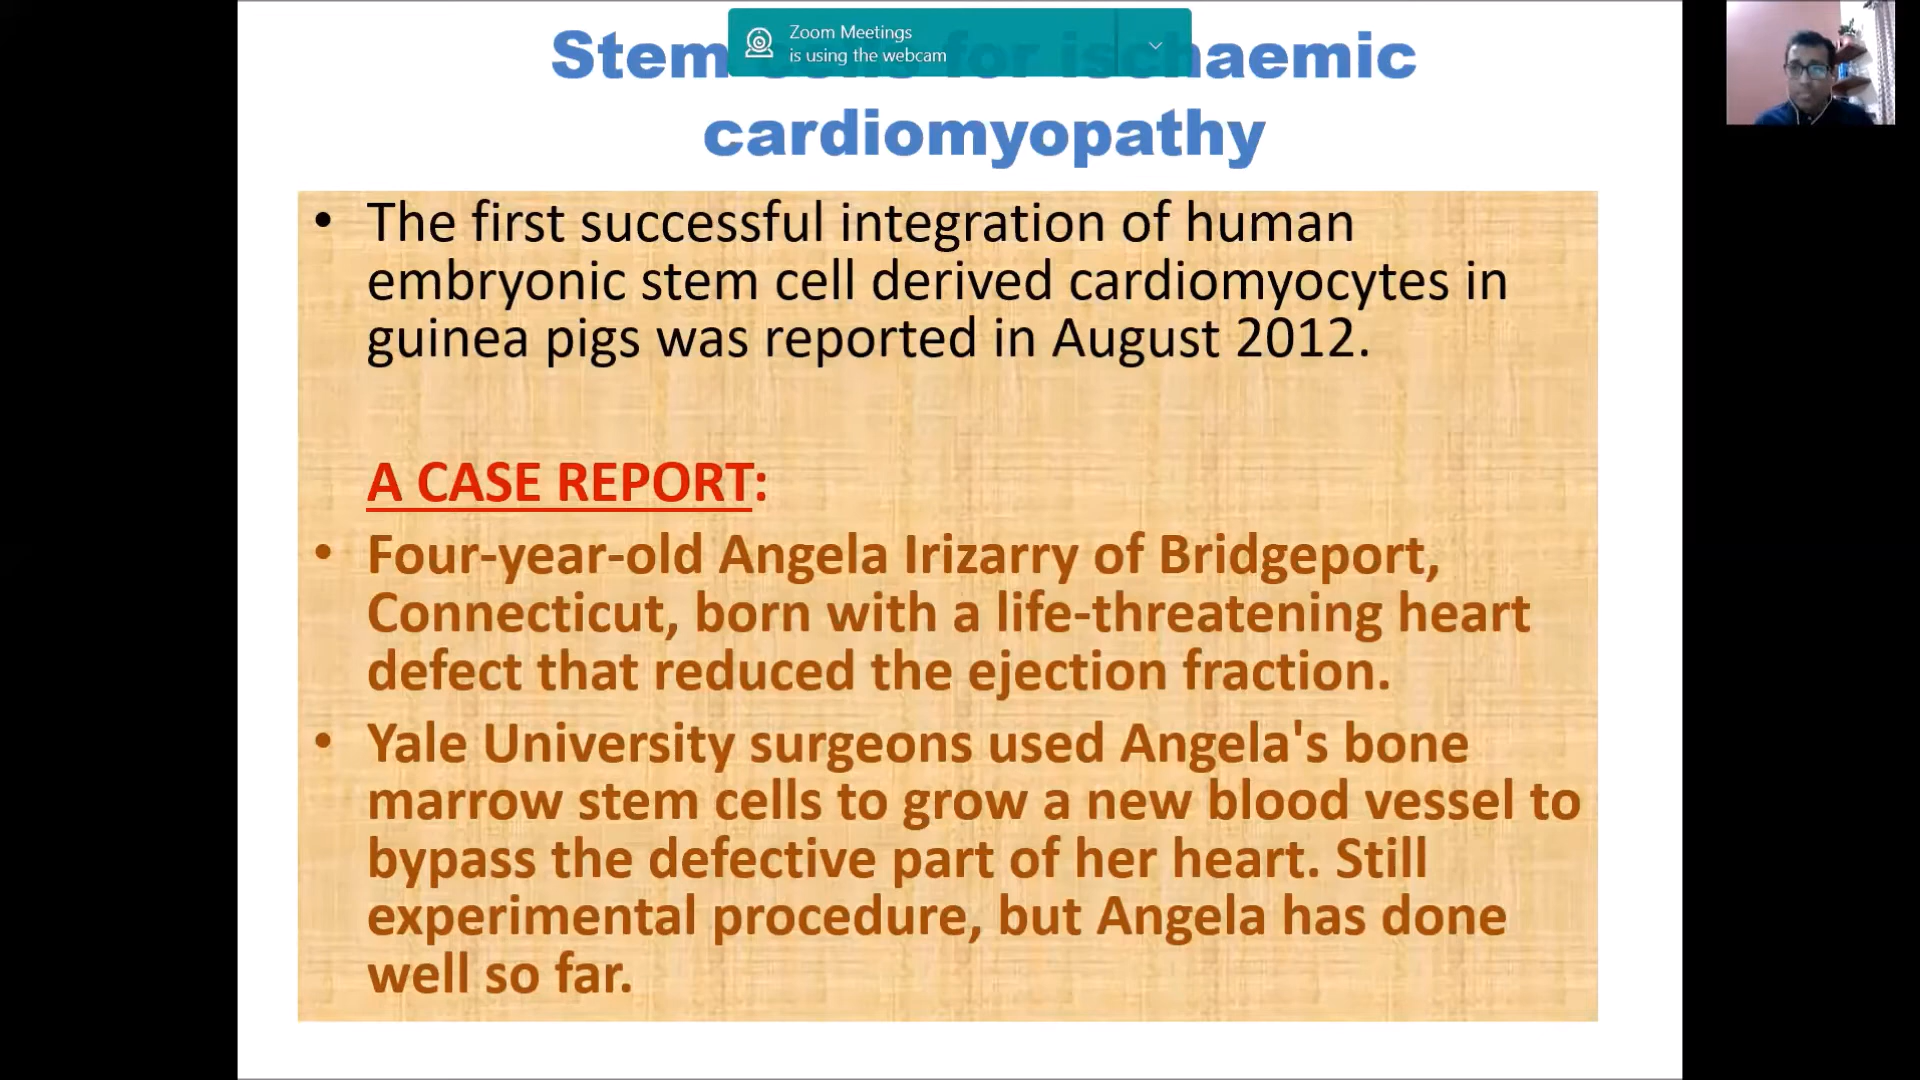 Zoom Meetings
is using the webcam
Stem cells for ischaemic
cardiomyopathy
• The first successful integration of human
embryonic stem cell derived cardiomyocytes in
guinea pigs was reported in August 2012.
A CASE REPORT:
• Four-year-old Angela Irizarry of Bridgeport,
Connecticut, born with a life-threatening heart
defect that reduced the ejection fraction.
• Yale University surgeons used Angela's bone
marrow stem cells to grow a new blood vessel to
bypass the defective part of her heart. Still
experimental procedure, but Angela has done
well so far.